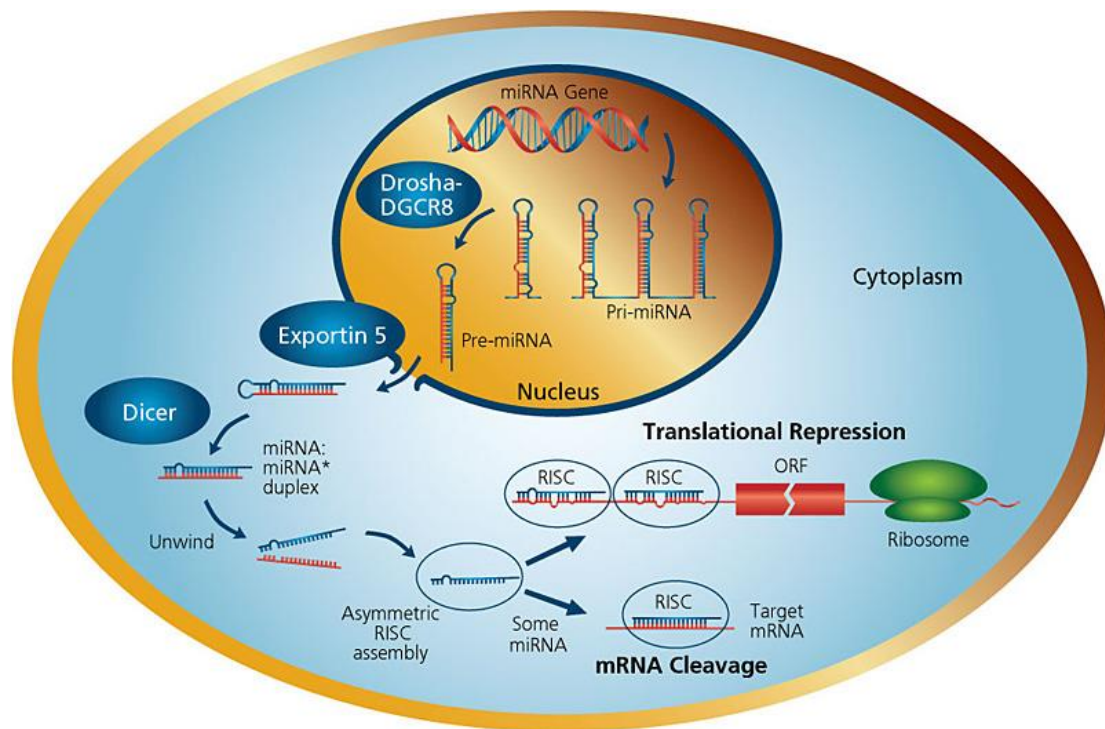 miRNA Gene
Drosha-
DGCR8
Pri-miRNA
Pre-miRNA
Exportin 5
Nucleus
Cytoplasm
Dicer
miRNA:
miRNA*
duplex
Unwind
Asymmetric
RISC
assembly
Some
miRNA
Translational Repression
RISC
RISC
ORF
Ribosome
RISC
Target
mRNA
mRNA Cleavage